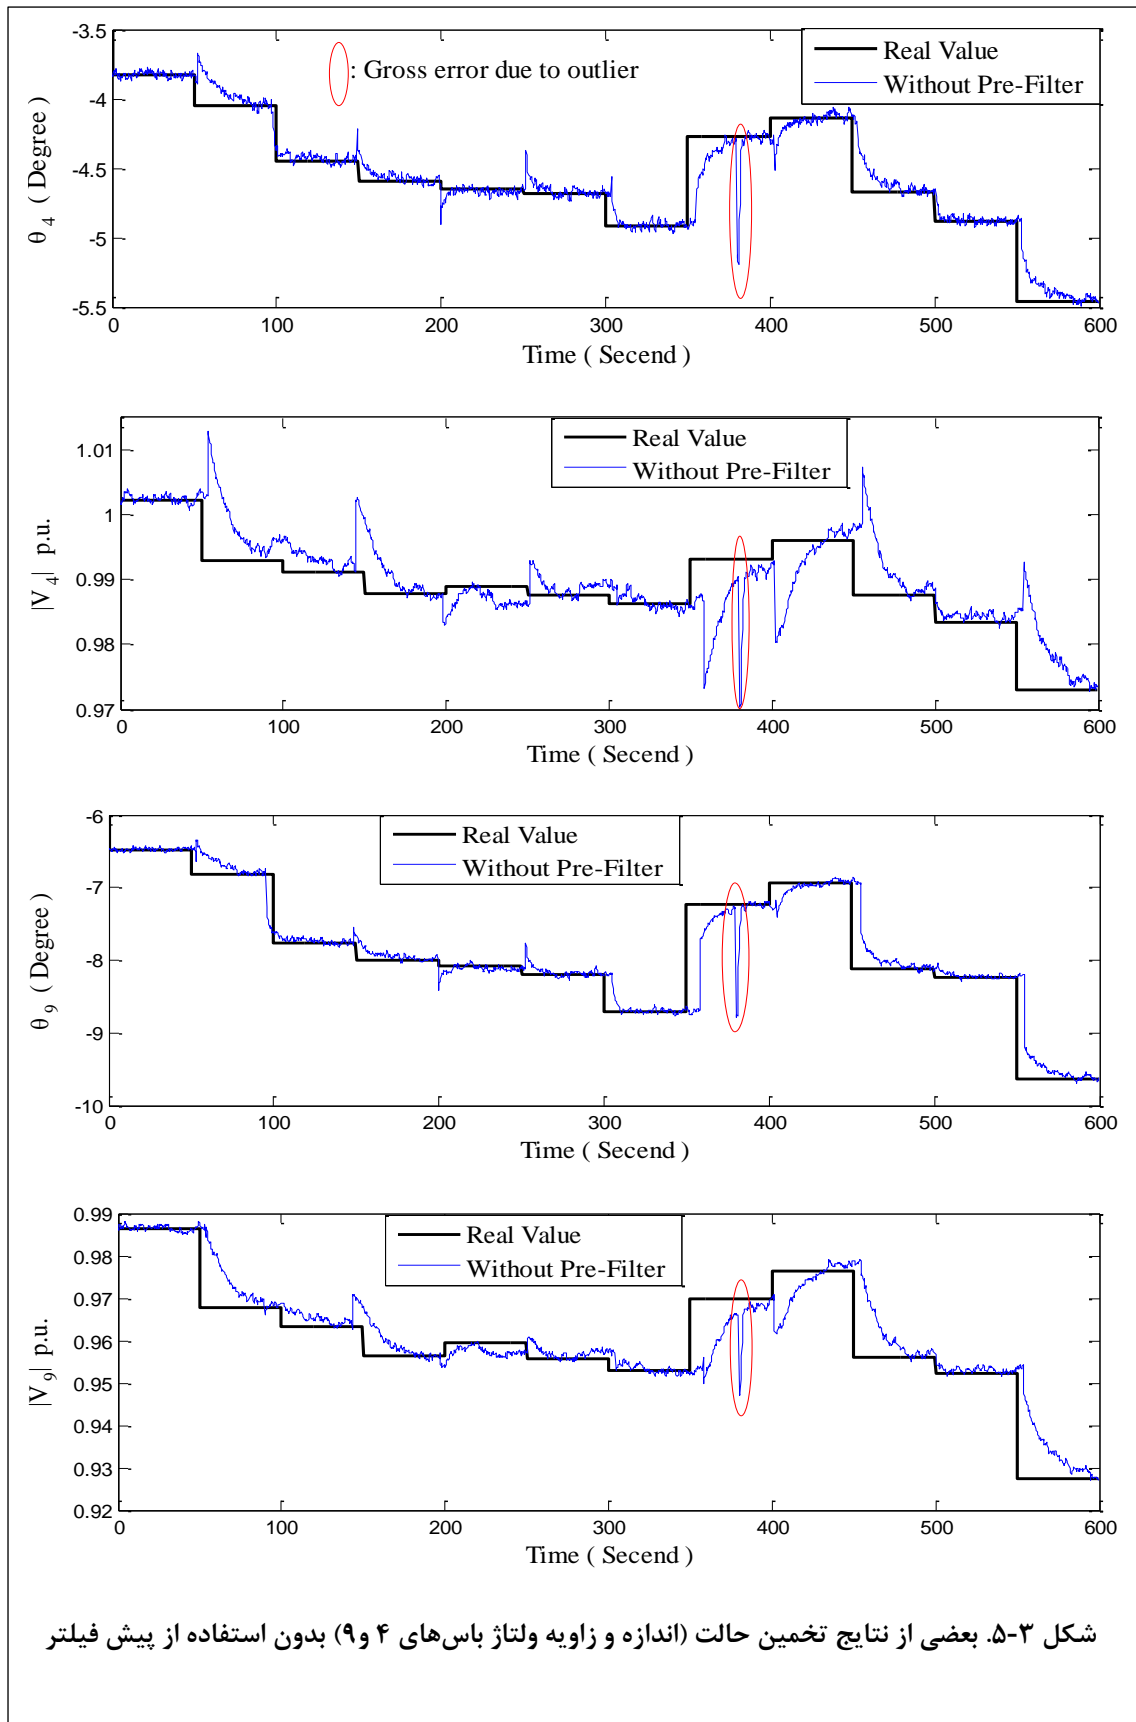 -3.5
-4
-4.5
-5
-5.5
0 100 200 300 400 500 600
θ 4 ( Degree )
Time ( Secend )
: Gross error due to outlier
Real Value
Without Pre-Filter
1.01
1
0.99
0.98
0.97
0 100 200 300 400 500 600
|V4| p.u.
Time ( Secend )
Real Value
Without Pre-Filter
-6
-7
-8
-9
-10
0 100 200 300 400 500 600
θ 9 ( Degree )
Time ( Secend )
Real Value
Without Pre-Filter
0.99
0.98
0.97
0.96
0.95
0.94
0.93
0.92
0 100 200 300 400 500 600
|V9| p.u.
Time ( Secend )
Real Value
Without Pre-Filter
شکل ۳-۵. بعضی از نتایج تخمین حالت (اندازه و زاویه ولتاژ باس‌های ۴ و۹) بدون استفاده از پیش فیلتر